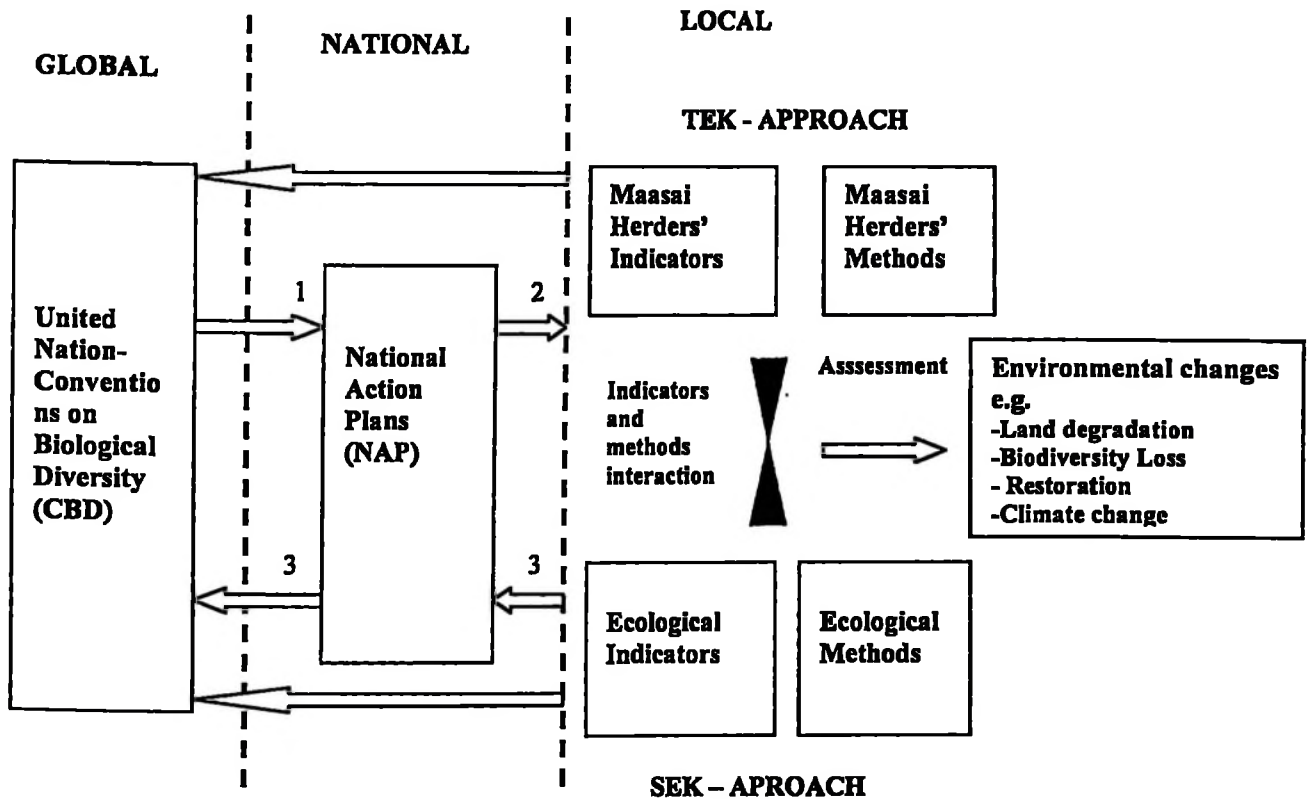 LOCAL
NATIONAL
GLOBAL
TEK - APPROACH
Maasai
Herders'
Indicators
Maasai
Herders'
Methods
1
2
United
Nation-
Conventio
ns on
Biological
Diversity
(CBD)
National
Action
Plans
(NAP)
Indicators
and
methods
interaction
Asssessment
Environmental changes
e.g.
-Land degradation
-Biodiversity Loss
- Restoration
-Climate change
3
3
Ecological
Indicators
Ecological
Methods
SEK – APROACH